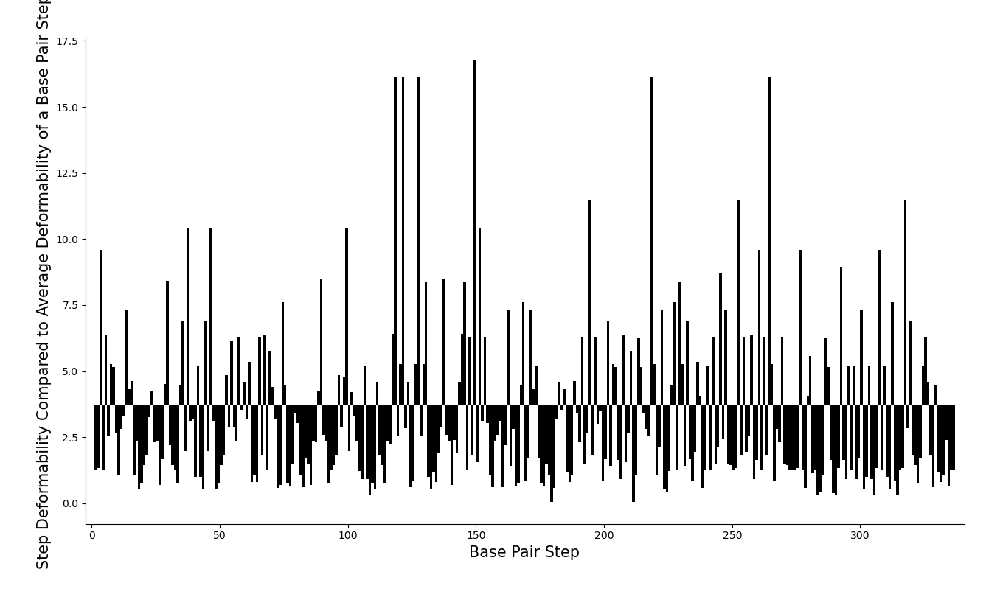 Step Deformability Compared to Average Deformability of a Base Pair Step
17.5
15.0
12.5
10.0
7.5
5.0
2.5
0.0
0 50 100 150 200 250 300
Base Pair Step